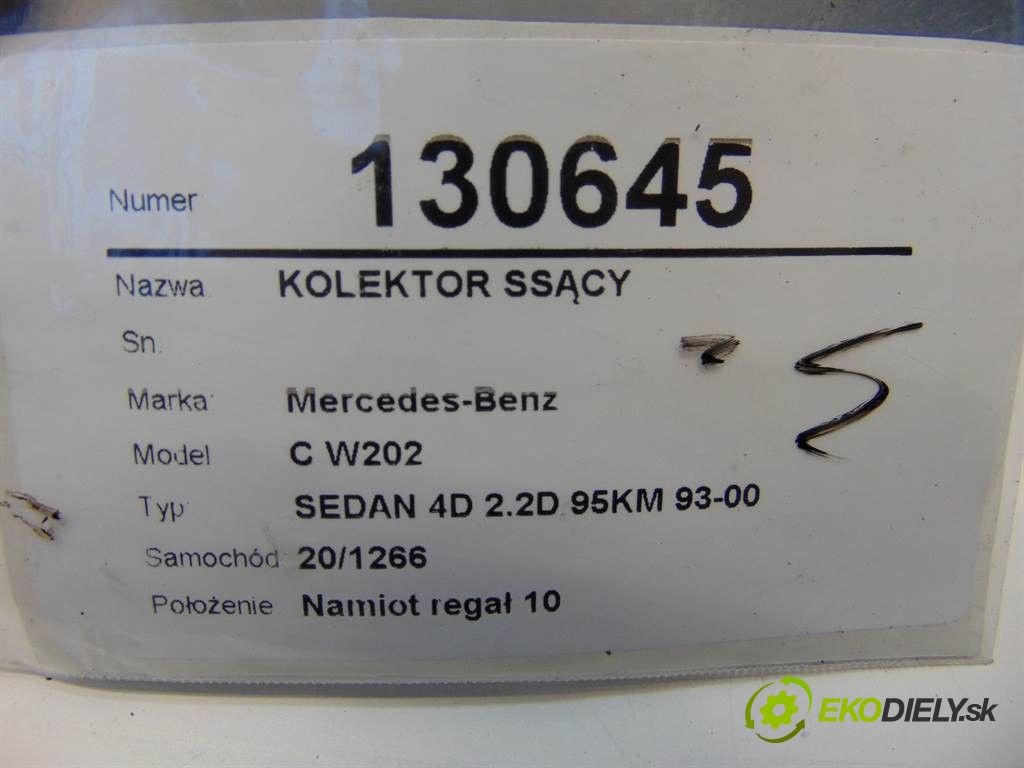 Numer 130645
Nazwa KOLEKTOR SSĄCY
Sn.
Marka Mercedes-Benz
Model C W202
Typ SEDAN 4D 2.2D 95KM 93-00
Samochód 20/1266
Położenie Namiot regał 10
EKODIELY.sk